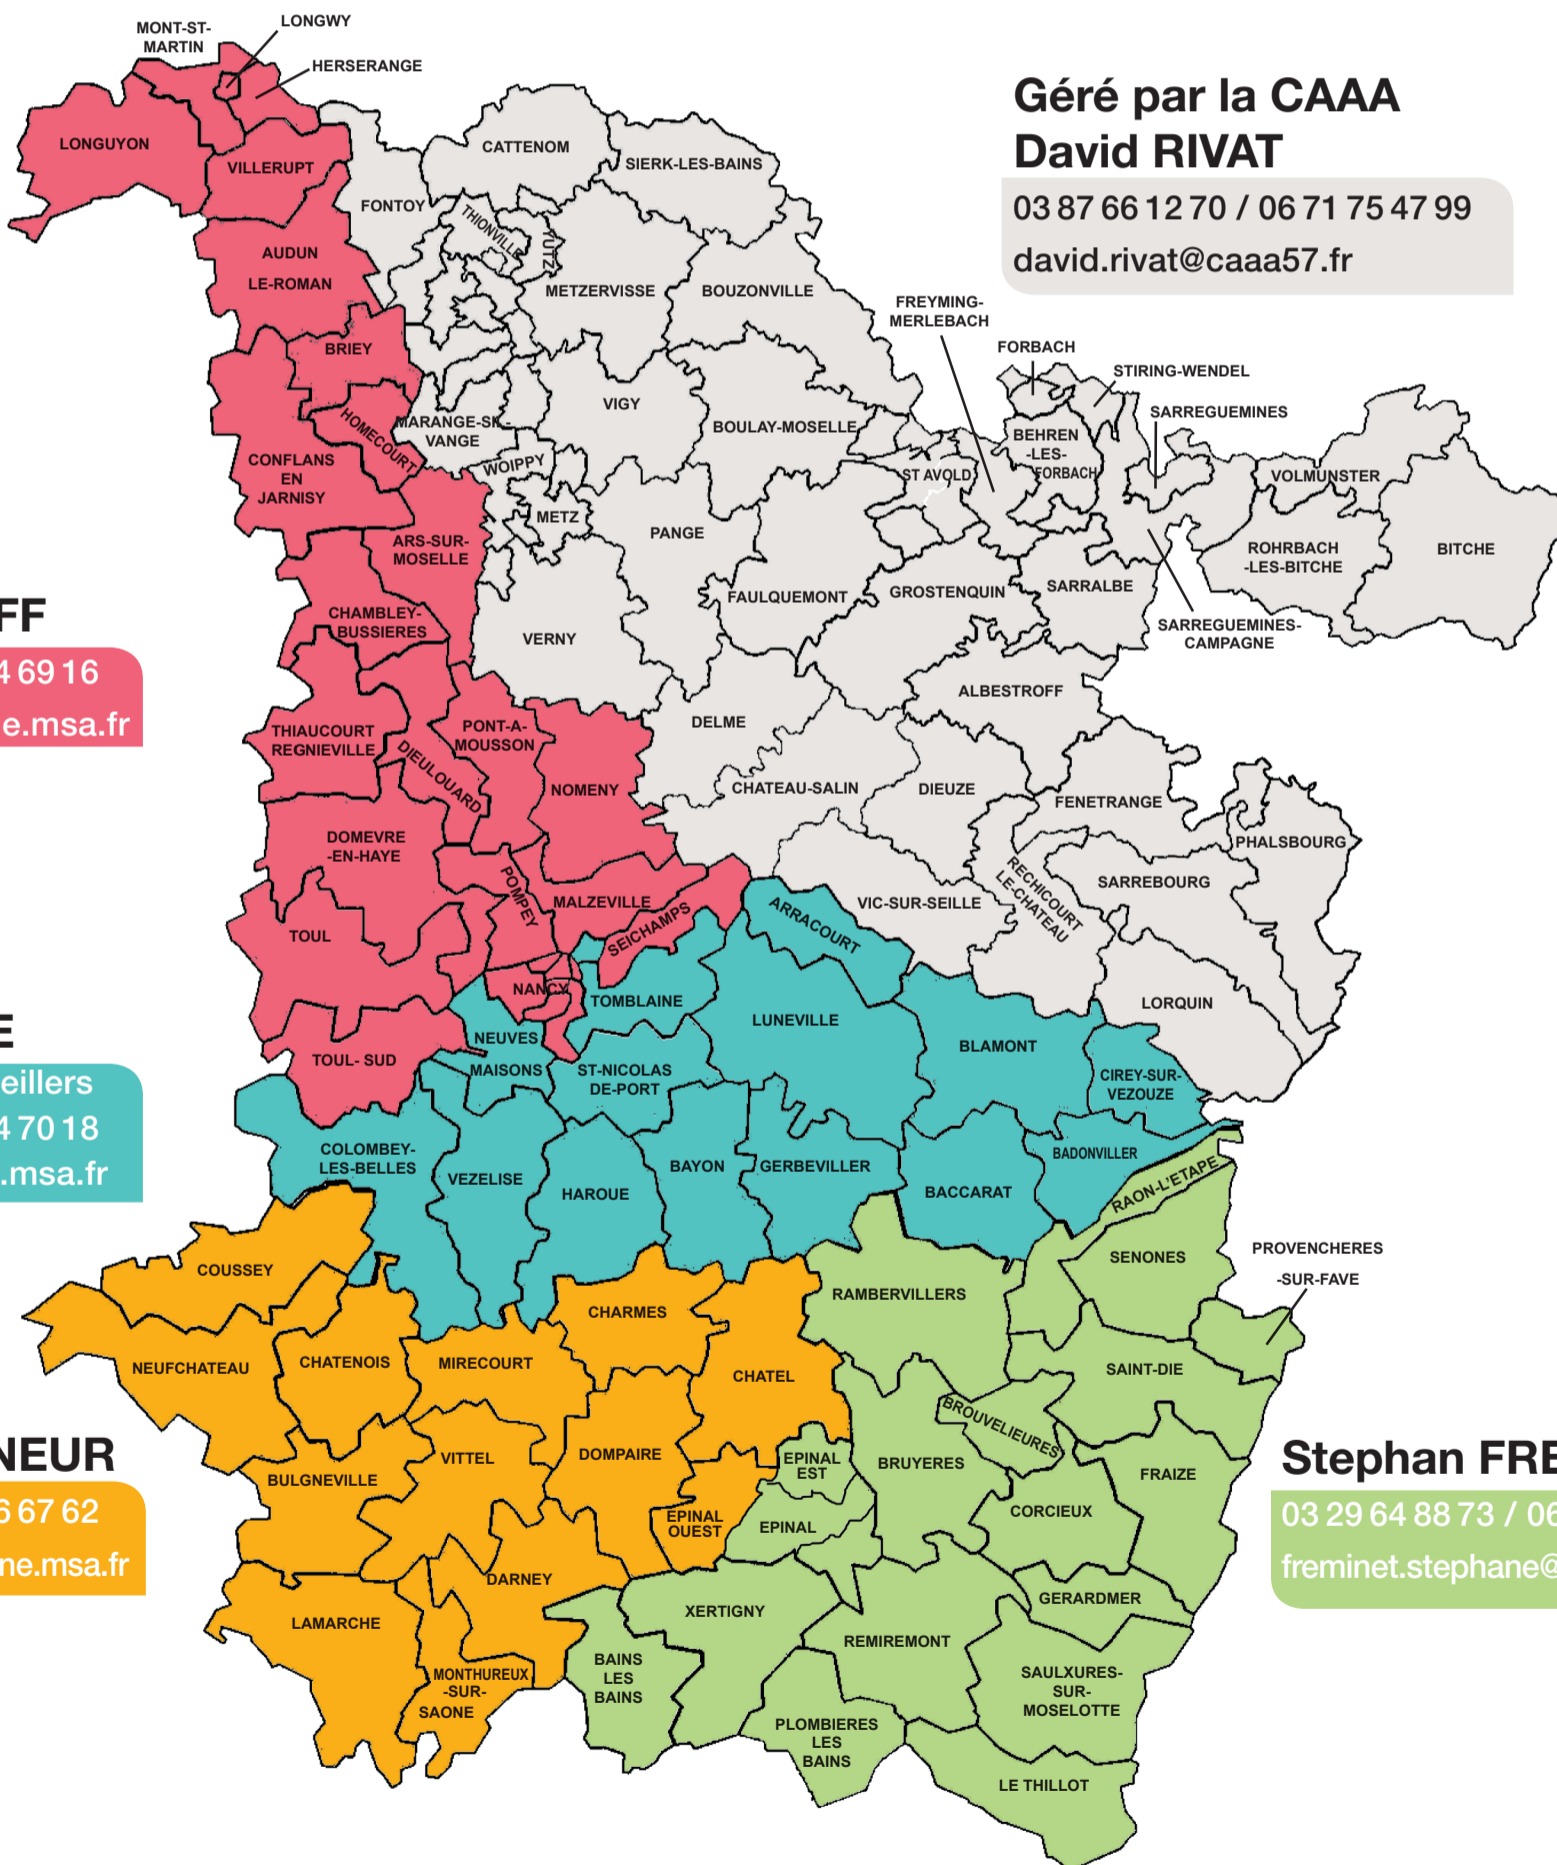 MONT-ST-
MARTIN
LONGWY
HERSERANGE
LONGUYON
VILLERUPT
CATTENOM
SIERK-LES-BAINS
FONTOY
THIONVILLE
YUTZ
AUDUN
LE-ROMAN
METZERVISSE
BOUZONVILLE
Géré par la CAAA
David RIVAT
03 87 66 12 70 / 06 71 75 47 99
david.rivat@caaa57.fr
FREYMING-
MERLEBACH
FORBACH
STIRING-WENDEL
SARREGUEMINES
BRIEY
HOMECOURT
MARANGE-SIL-
VANGE
VIGY
BOULAY-MOSELLE
BEHREN
-LES-
FORBACH
CONFLANS
EN
JARNISY
WOIPPY
METZ
ST AVOLD
VOLMUNSTER
ROHRBACH
-LES-BITCHE
BITCHE
ARS-SUR-
MOSELLE
PANGE
FAULQUEMONT
GROSTENQUIN
SARRALBE
SARREGUEMINES-
CAMPAGNE
CHAMBLEY-
BUSSIERES
VERNY
FF
4 69 16
e.msa.fr
ALBESTROFF
THIAUCOURT
REGNIEVILLE
DIEULOUARD
PONT-A-
MOUSSON
NOMENY
DELME
CHATEAU-SALIN
DIEUZE
FENETRANGE
PHALSBOURG
DOMEVRE
-EN-HAYE
POMPEY
MALZEVILLE
SEICHAMPS
ARRACOURT
VIC-SUR-SEILLE
RECHICOURT
LE-CHATEAU
SARREBOURG
TOUL
NANCY
TOMBLAINE
LUNEVILLE
LORQUIN
E
eillers
4 70 18
.msa.fr
TOUL- SUD
NEUVES
MAISONS
ST-NICOLAS
DE-PORT
BLAMONT
CIREY-SUR-
VEZOUZE
COLOMBEY-
LES-BELLES
VEZELISE
HAROUE
BAYON
GERBEVILLER
BACCARAT
BADONVILLER
RAON-L'ETAPE
COUSSEY
CHARMES
RAMBERVILLERS
SENONES
PROVENCHERES
-SUR-FAVE
NEUFCHATEAU
CHATENOIS
MIRECOURT
CHATEL
SAINT-DIE
BROUVELIEURES
NEUR
6 67 62
ne.msa.fr
BULGNEVILLE
VITTEL
DOMPAIRE
EPINAL
EST
BRUYERES
FRAIZE
Stephan FRE
03 29 64 88 73 / 06
freminet.stephane@
EPINAL
OUEST
EPINAL
CORCIEUX
DARNEY
LAMARCHE
XERTIGNY
GERARDMER
REMIREMONT
MONTHUREUX
-SUR-
SAONE
BAINS
LES
BAINS
SAULXURES-
SUR-
MOSELOTTE
PLOMBIERES
LES
BAINS
LE THILLOT